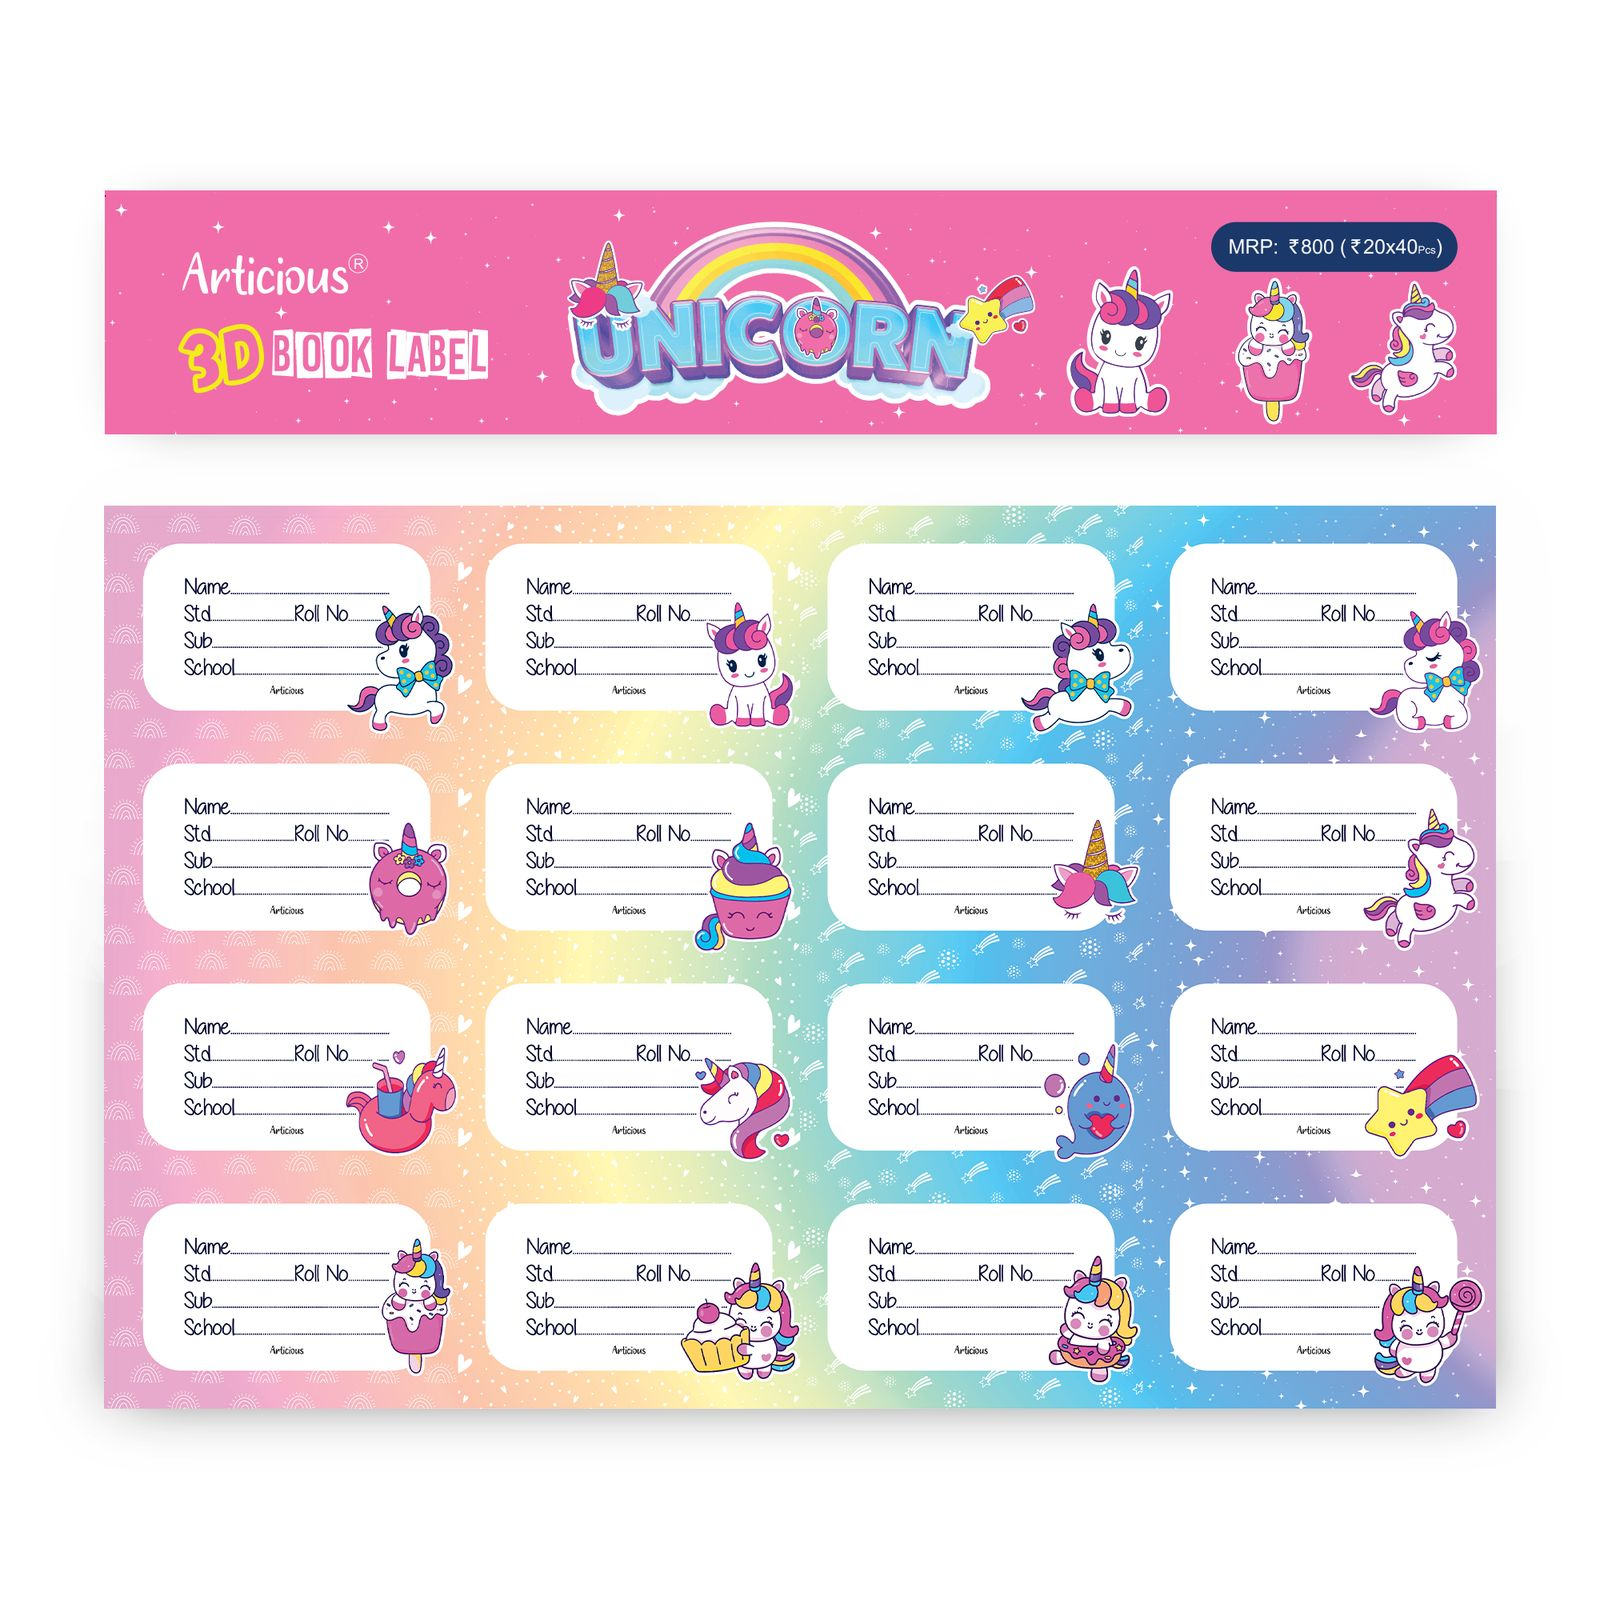 Articious®
3D BOOK LABEL
UNICORN
MRP: ₹800 (₹20x40Pcs)
Name
Std Roll No
Sub
School
Articious
Name
Std Roll No
Sub
School
Articious
Name
Std Roll No
Sub
School
Articious
Name
Std Roll No
Sub
School
Articious
Name
Std Roll No
Sub
School
Articious
Name
Std Roll No
Sub
School
Articious
Name
Std Roll No
Sub
School
Articious
Name
Std Roll No
Sub
School
Articious
Name
Std Roll No
Sub
School
Articious
Name
Std Roll No
Sub
School
Articious
Name
Std Roll No
Sub
School
Articious
Name
Std Roll No
Sub
School
Articious
Name
Std Roll No
Sub
School
Articious
Name
Std Roll No
Sub
School
Articious
Name
Std Roll No
Sub
School
Articious
Name
Std Roll No
Sub
School
Articious